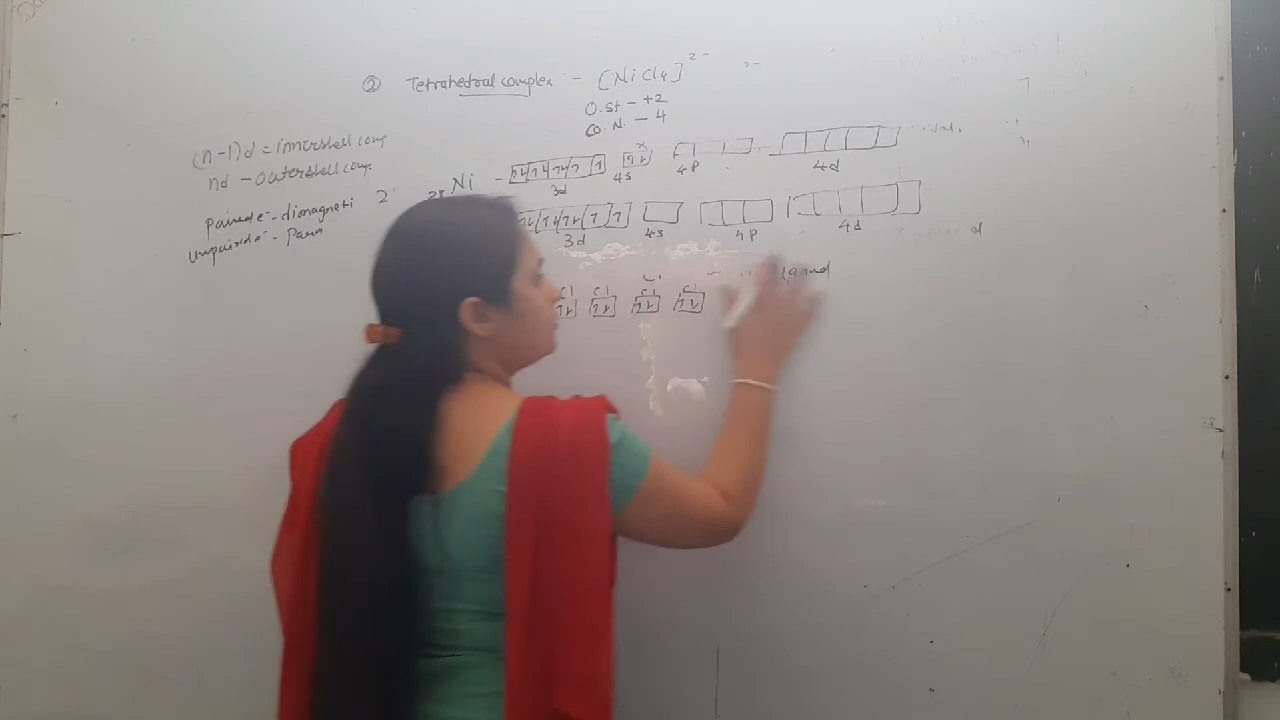 ② Tetrahedral complex - [NiCl4]2- :-
O.St - +2
Co. N. - 4
(n-1)d = innershell comp
nd - outershell comp.
Ni -
3d 4s 4p 4d
Paired e- - diamagneti
unpaired e- - Para
3d 4s 4p 4d
ligand
Cl Cl Cl Cl